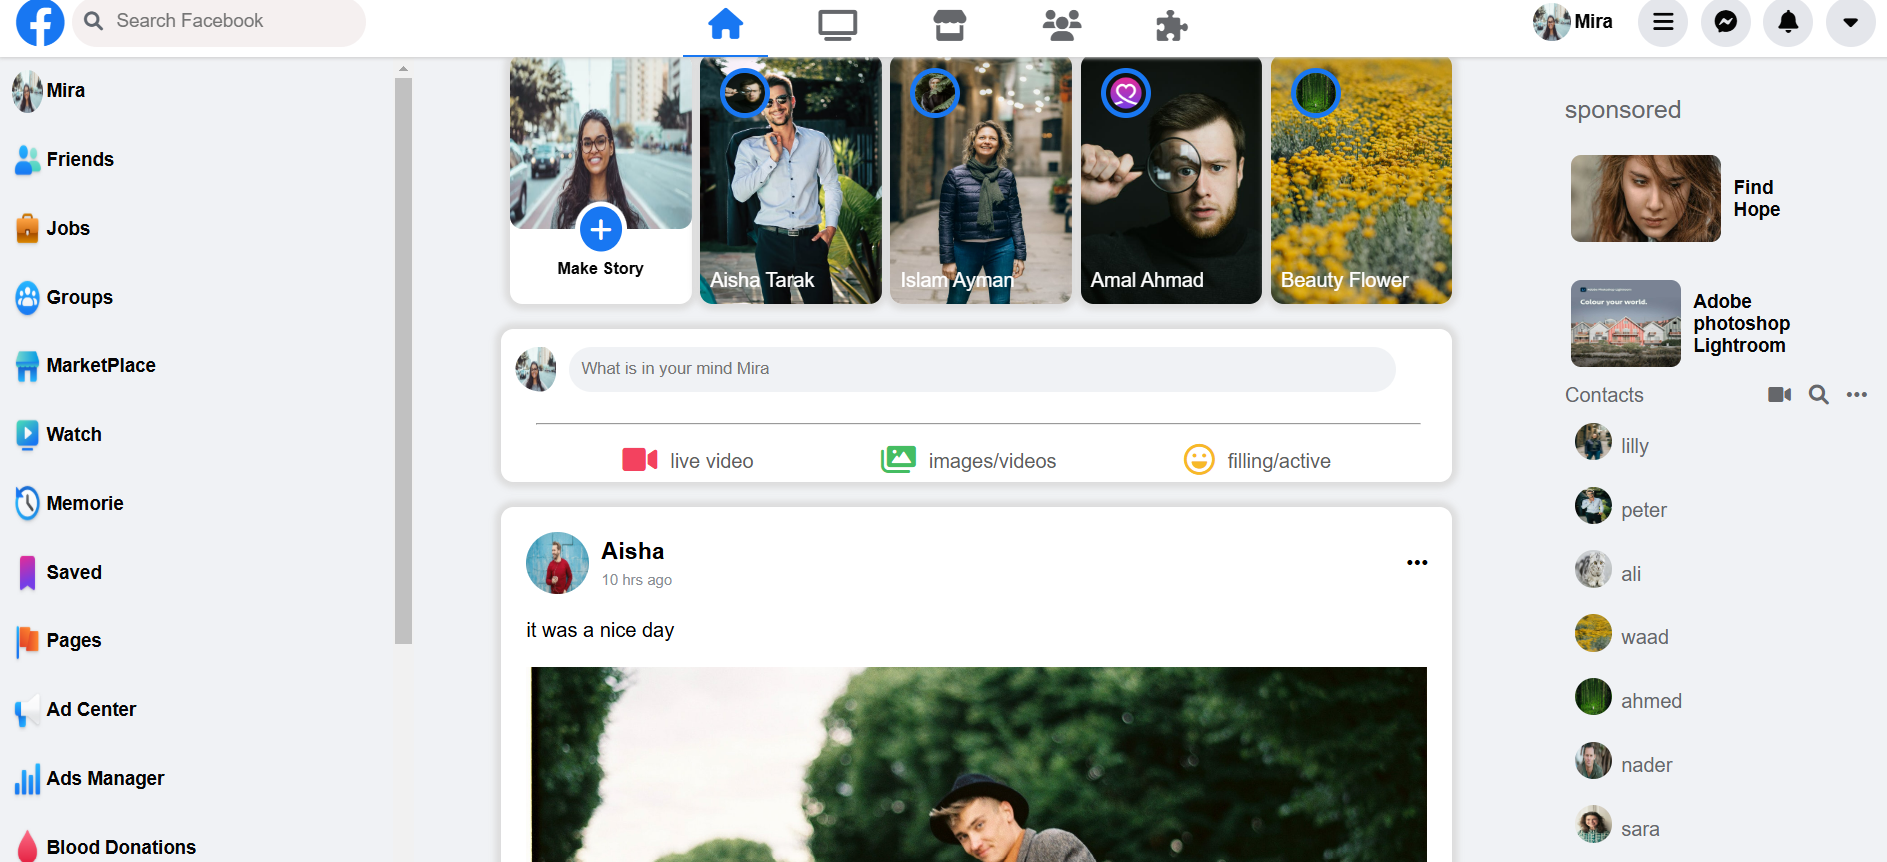 Search Facebook
Mira
Mira
Friends
Jobs
Groups
MarketPlace
Watch
Memorie
Saved
Pages
Ad Center
Ads Manager
Blood Donations
Make Story
Aisha Tarak
Islam Ayman
Amal Ahmad
Beauty Flower
What is in your mind Mira
live video
images/videos
filling/active
Aisha
10 hrs ago
it was a nice day
sponsored
Find
Hope
Colour your world.
Adobe
photoshop
Lightroom
Contacts
lilly
peter
ali
waad
ahmed
nader
sara